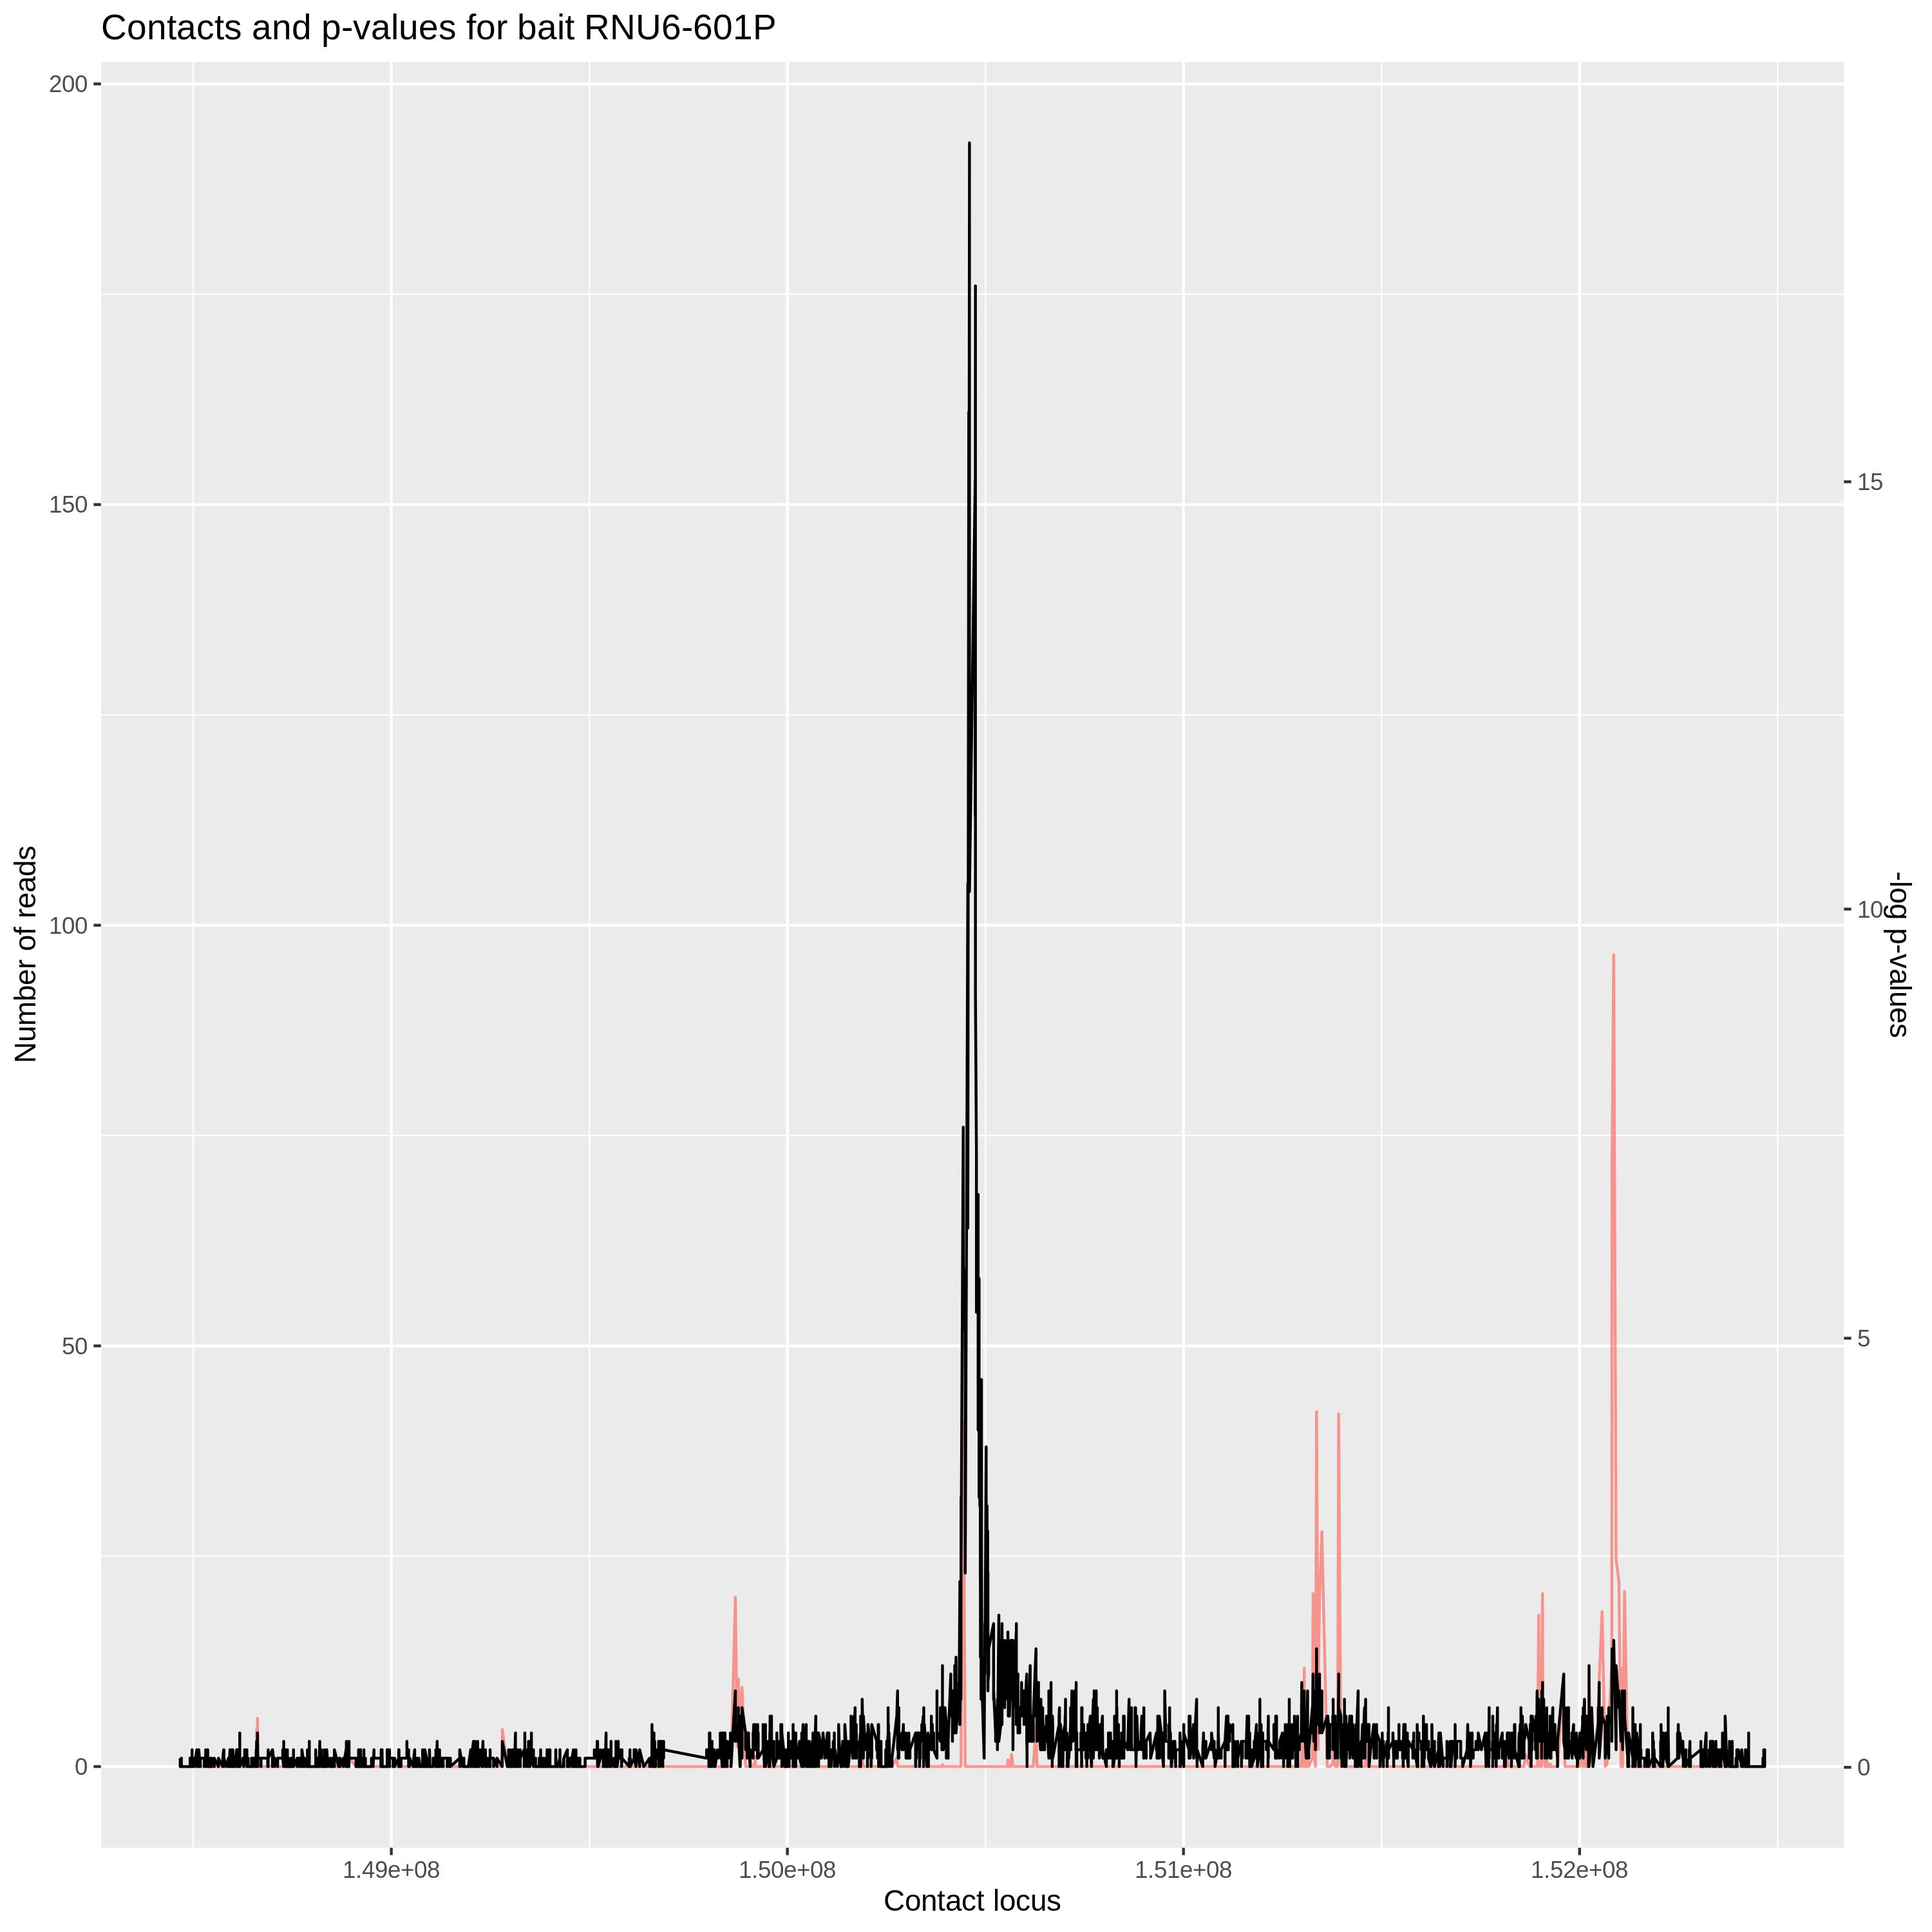 Contacts and p-values for bait RNU6-601P
200
150
100
50
0
15
10
5
0
Number of reads
-log p-values
1.49e+08
1.50e+08
1.51e+08
1.52e+08
Contact locus